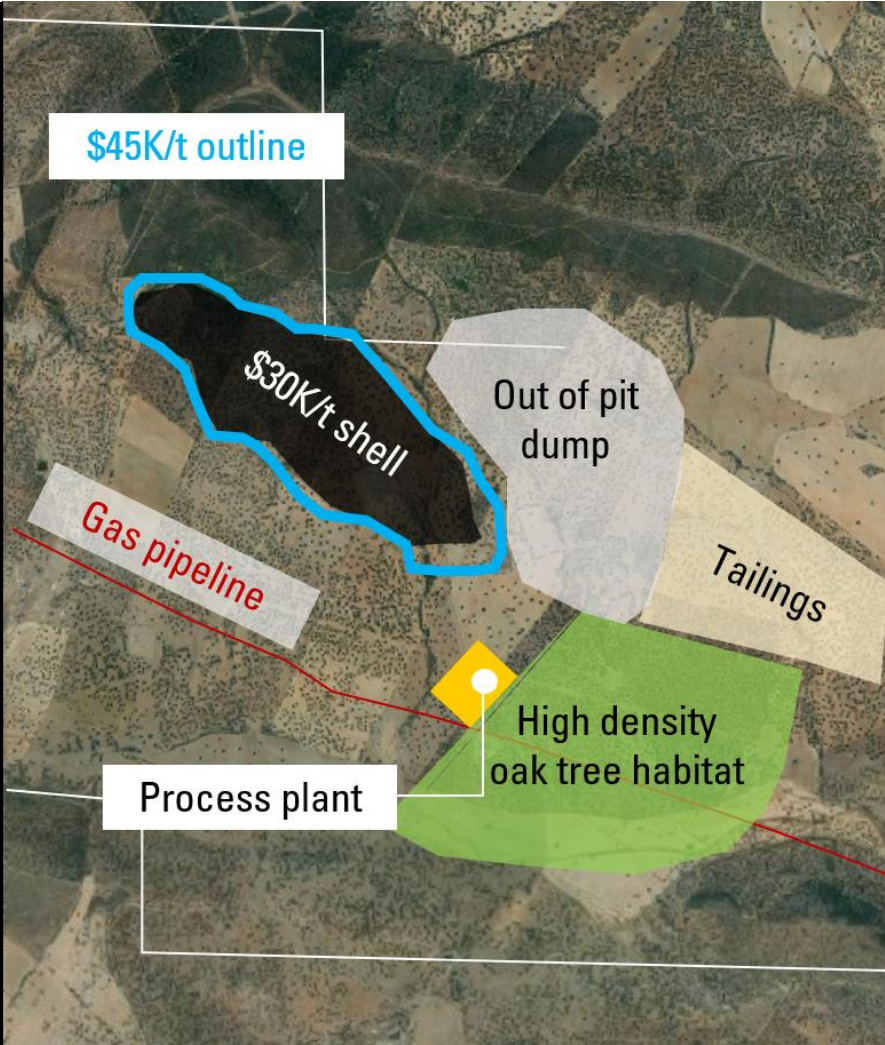 $45K/t outline
$30K/t shell
Out of pit
dump
Gas pipeline
Tailings
High density
oak tree habitat
Process plant